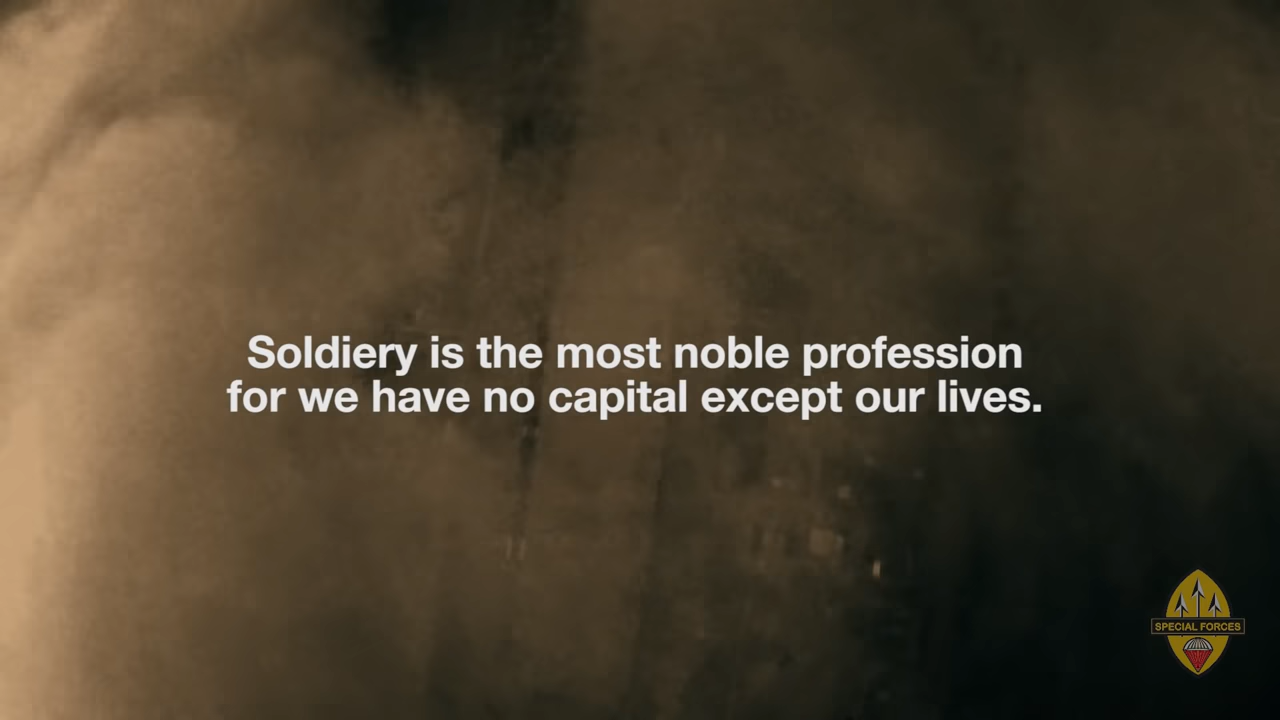 Soldiery is the most noble profession
for we have no capital except our lives.
SPECIAL FORCES